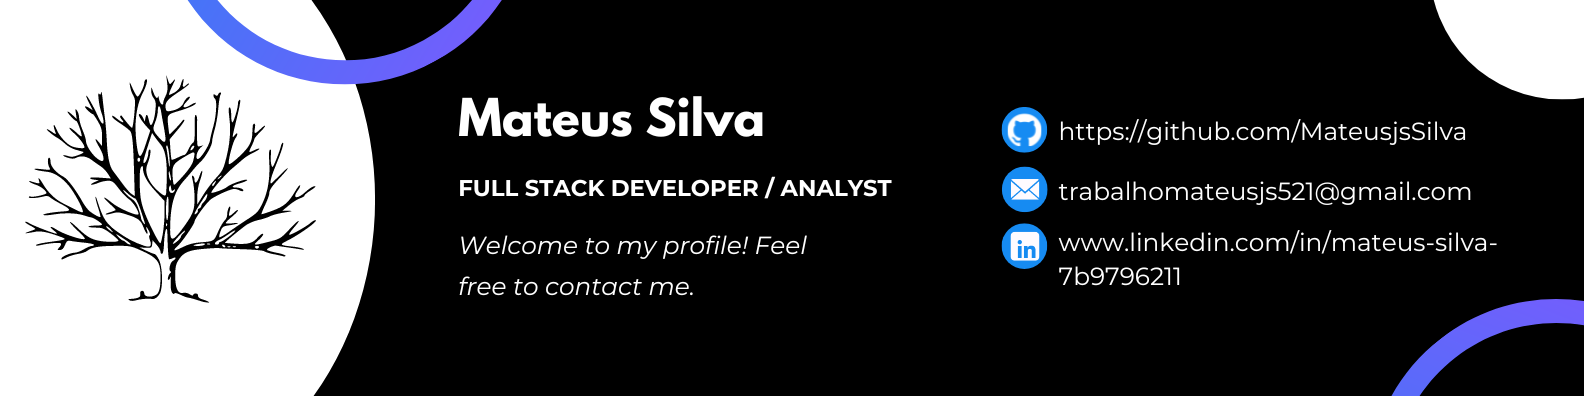 Mateus Silva
FULL STACK DEVELOPER / ANALYST
Welcome to my profile! Feel
free to contact me.
https://github.com/MateusjsSilva
trabalhomateusjs521@gmail.com
www.linkedin.com/in/mateus-silva-
7b9796211